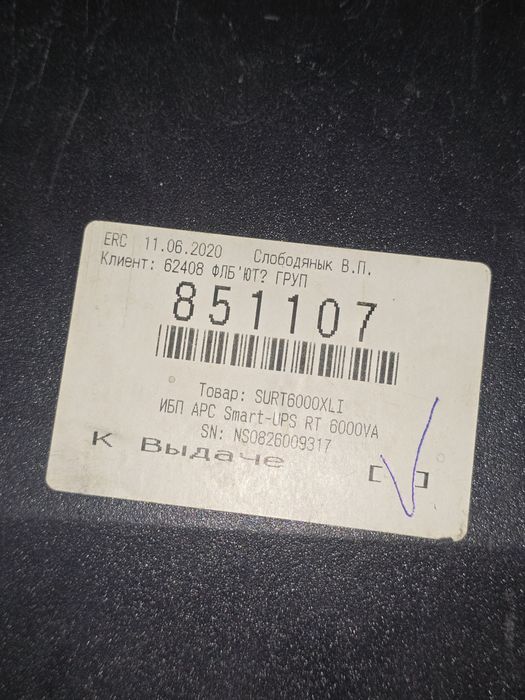 ERC 11.06.2020 Слободянык В.П.
Клиент: 62408 ФЛБ'ЮТ? ГРУП
851107
Товар: SURT6000XLI
ИБП APC Smart-UPS RT 6000VA
SN: NS0826009317
К Выдаче [ ]